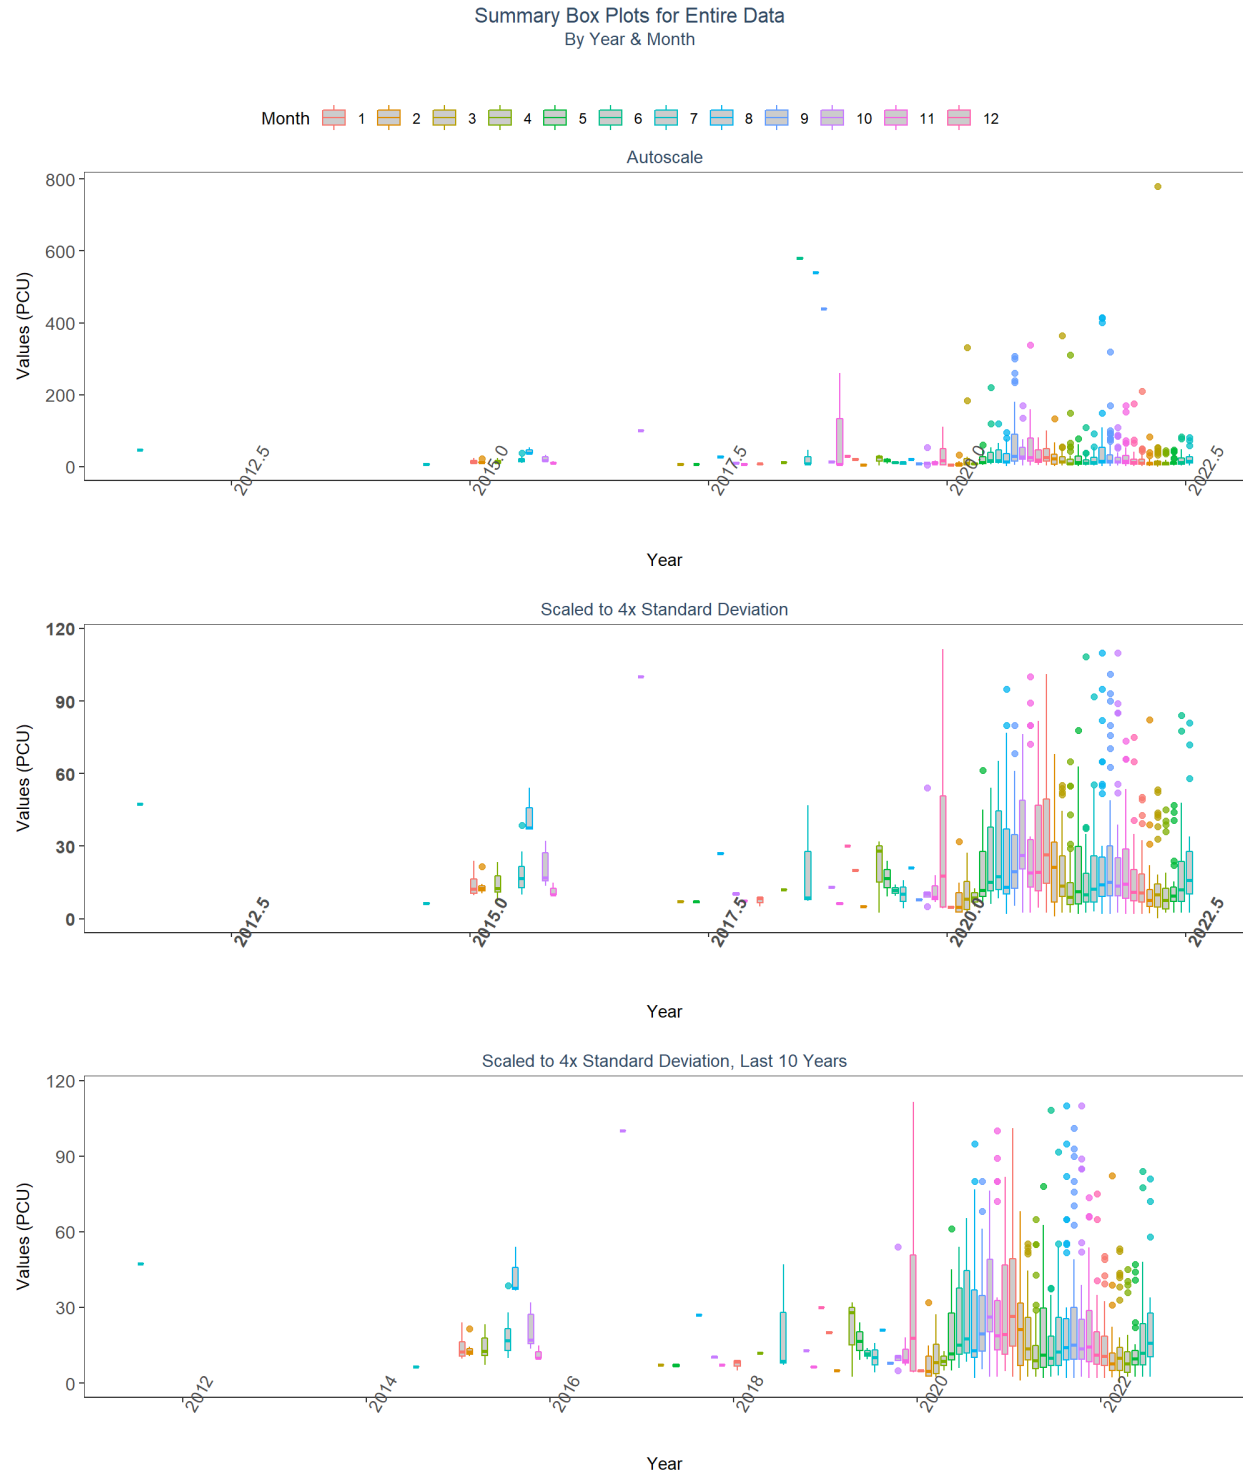 Summary Box Plots for Entire Data
By Year & Month
Month 1 2 3 4 5 6 7 8 9 10 11 12
Autoscale
800
600
400
200
0
Values (PCU)
2012.5 2015.0 2017.5 2020.0 2022.5
Year
Scaled to 4x Standard Deviation
120
90
60
30
0
Values (PCU)
2012.5 2015.0 2017.5 2020.0 2022.5
Year
Scaled to 4x Standard Deviation, Last 10 Years
120
90
60
30
0
Values (PCU)
2012 2014 2016 2018 2020 2022
Year